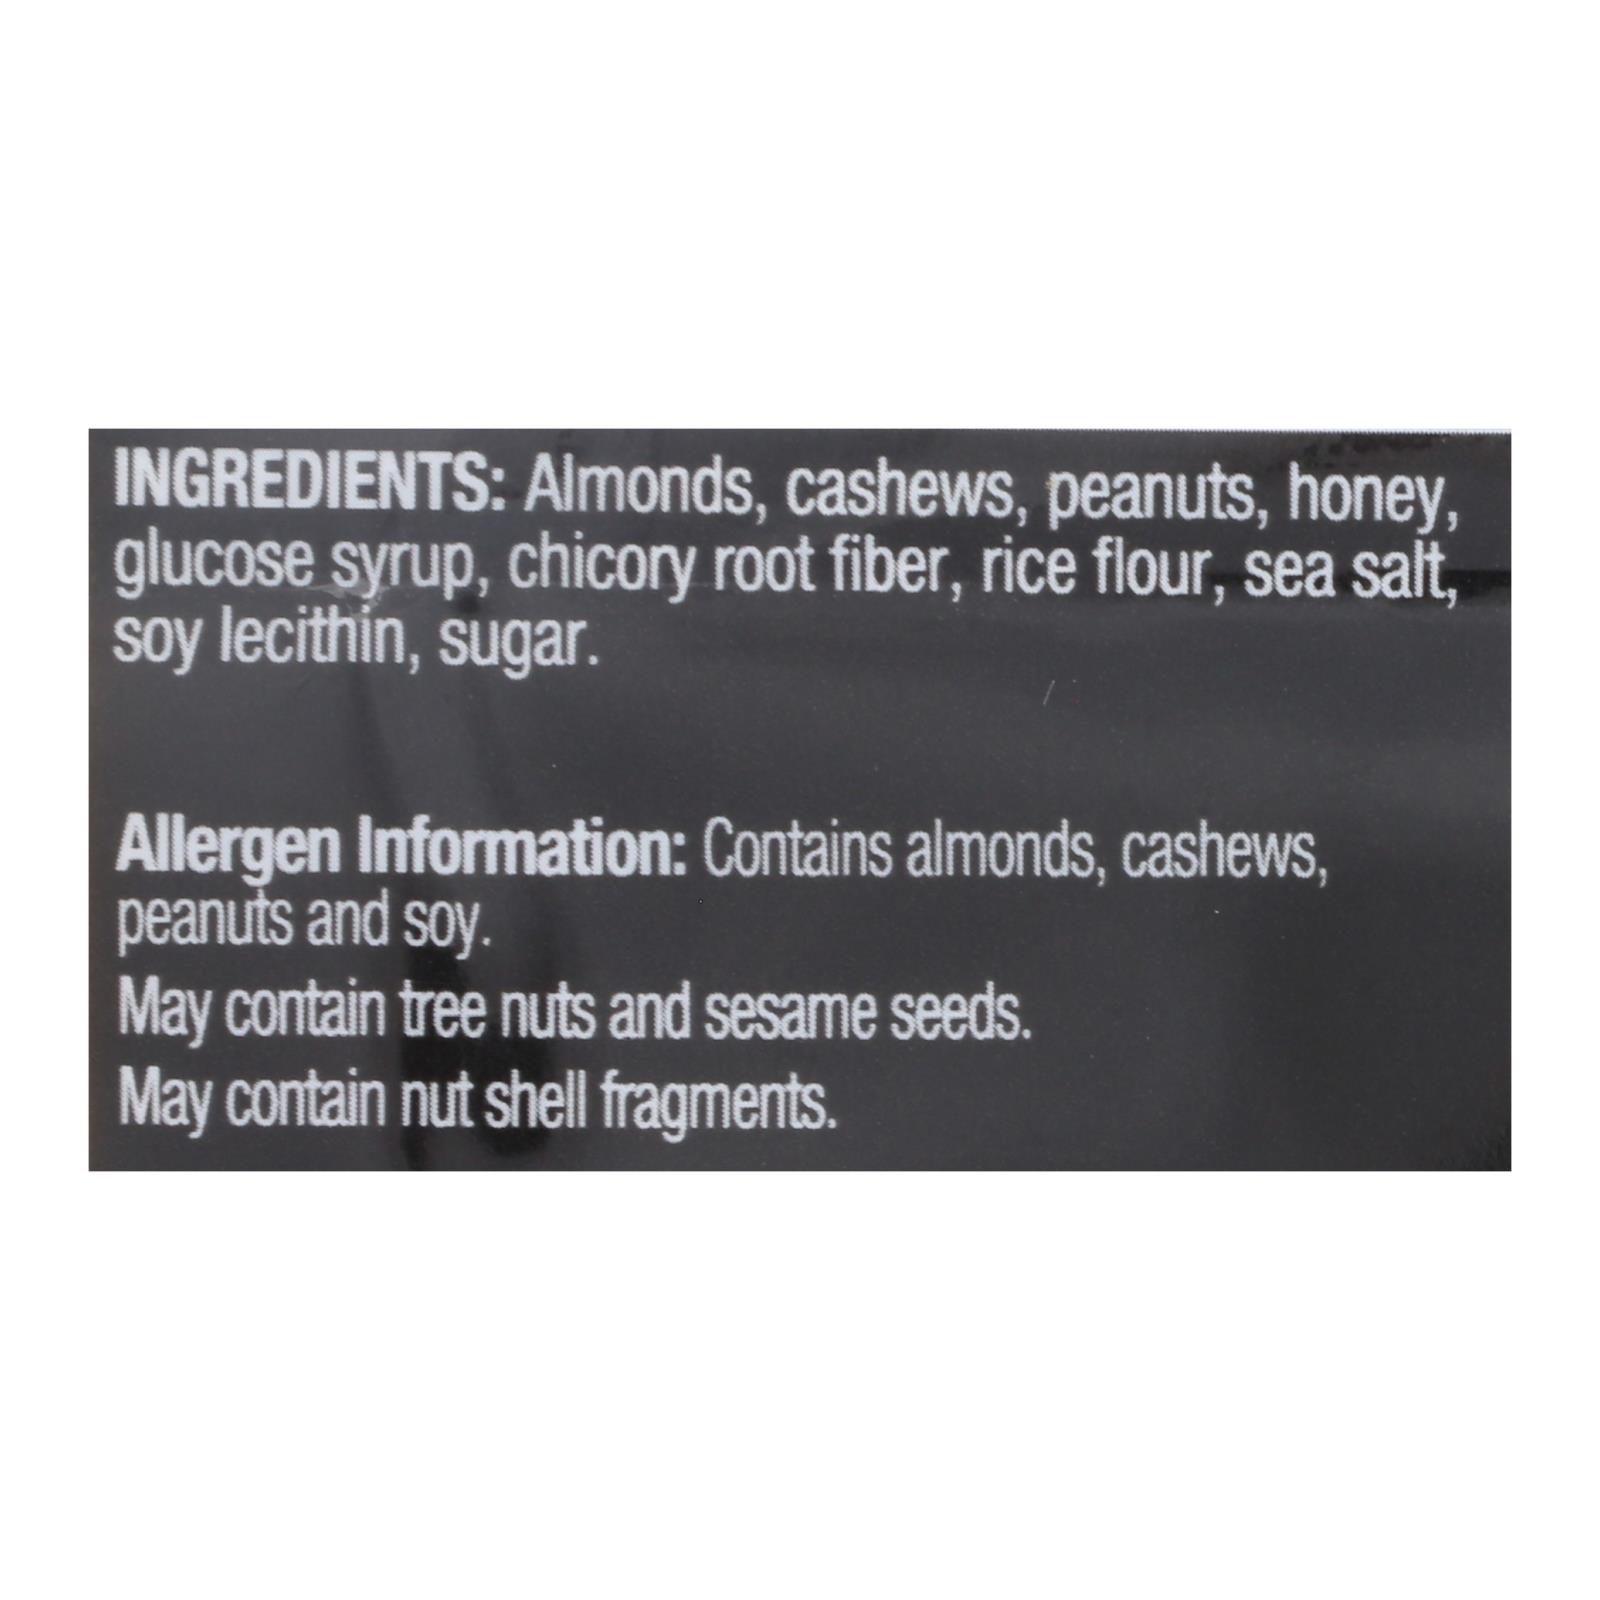 INGREDIENTS: Almonds, cashews, peanuts, honey,
glucose syrup, chicory root fiber, rice flour, sea salt,
soy lecithin, sugar.
Allergen Information: Contains almonds, cashews,
peanuts and soy.
May contain tree nuts and sesame seeds.
May contain nut shell fragments.